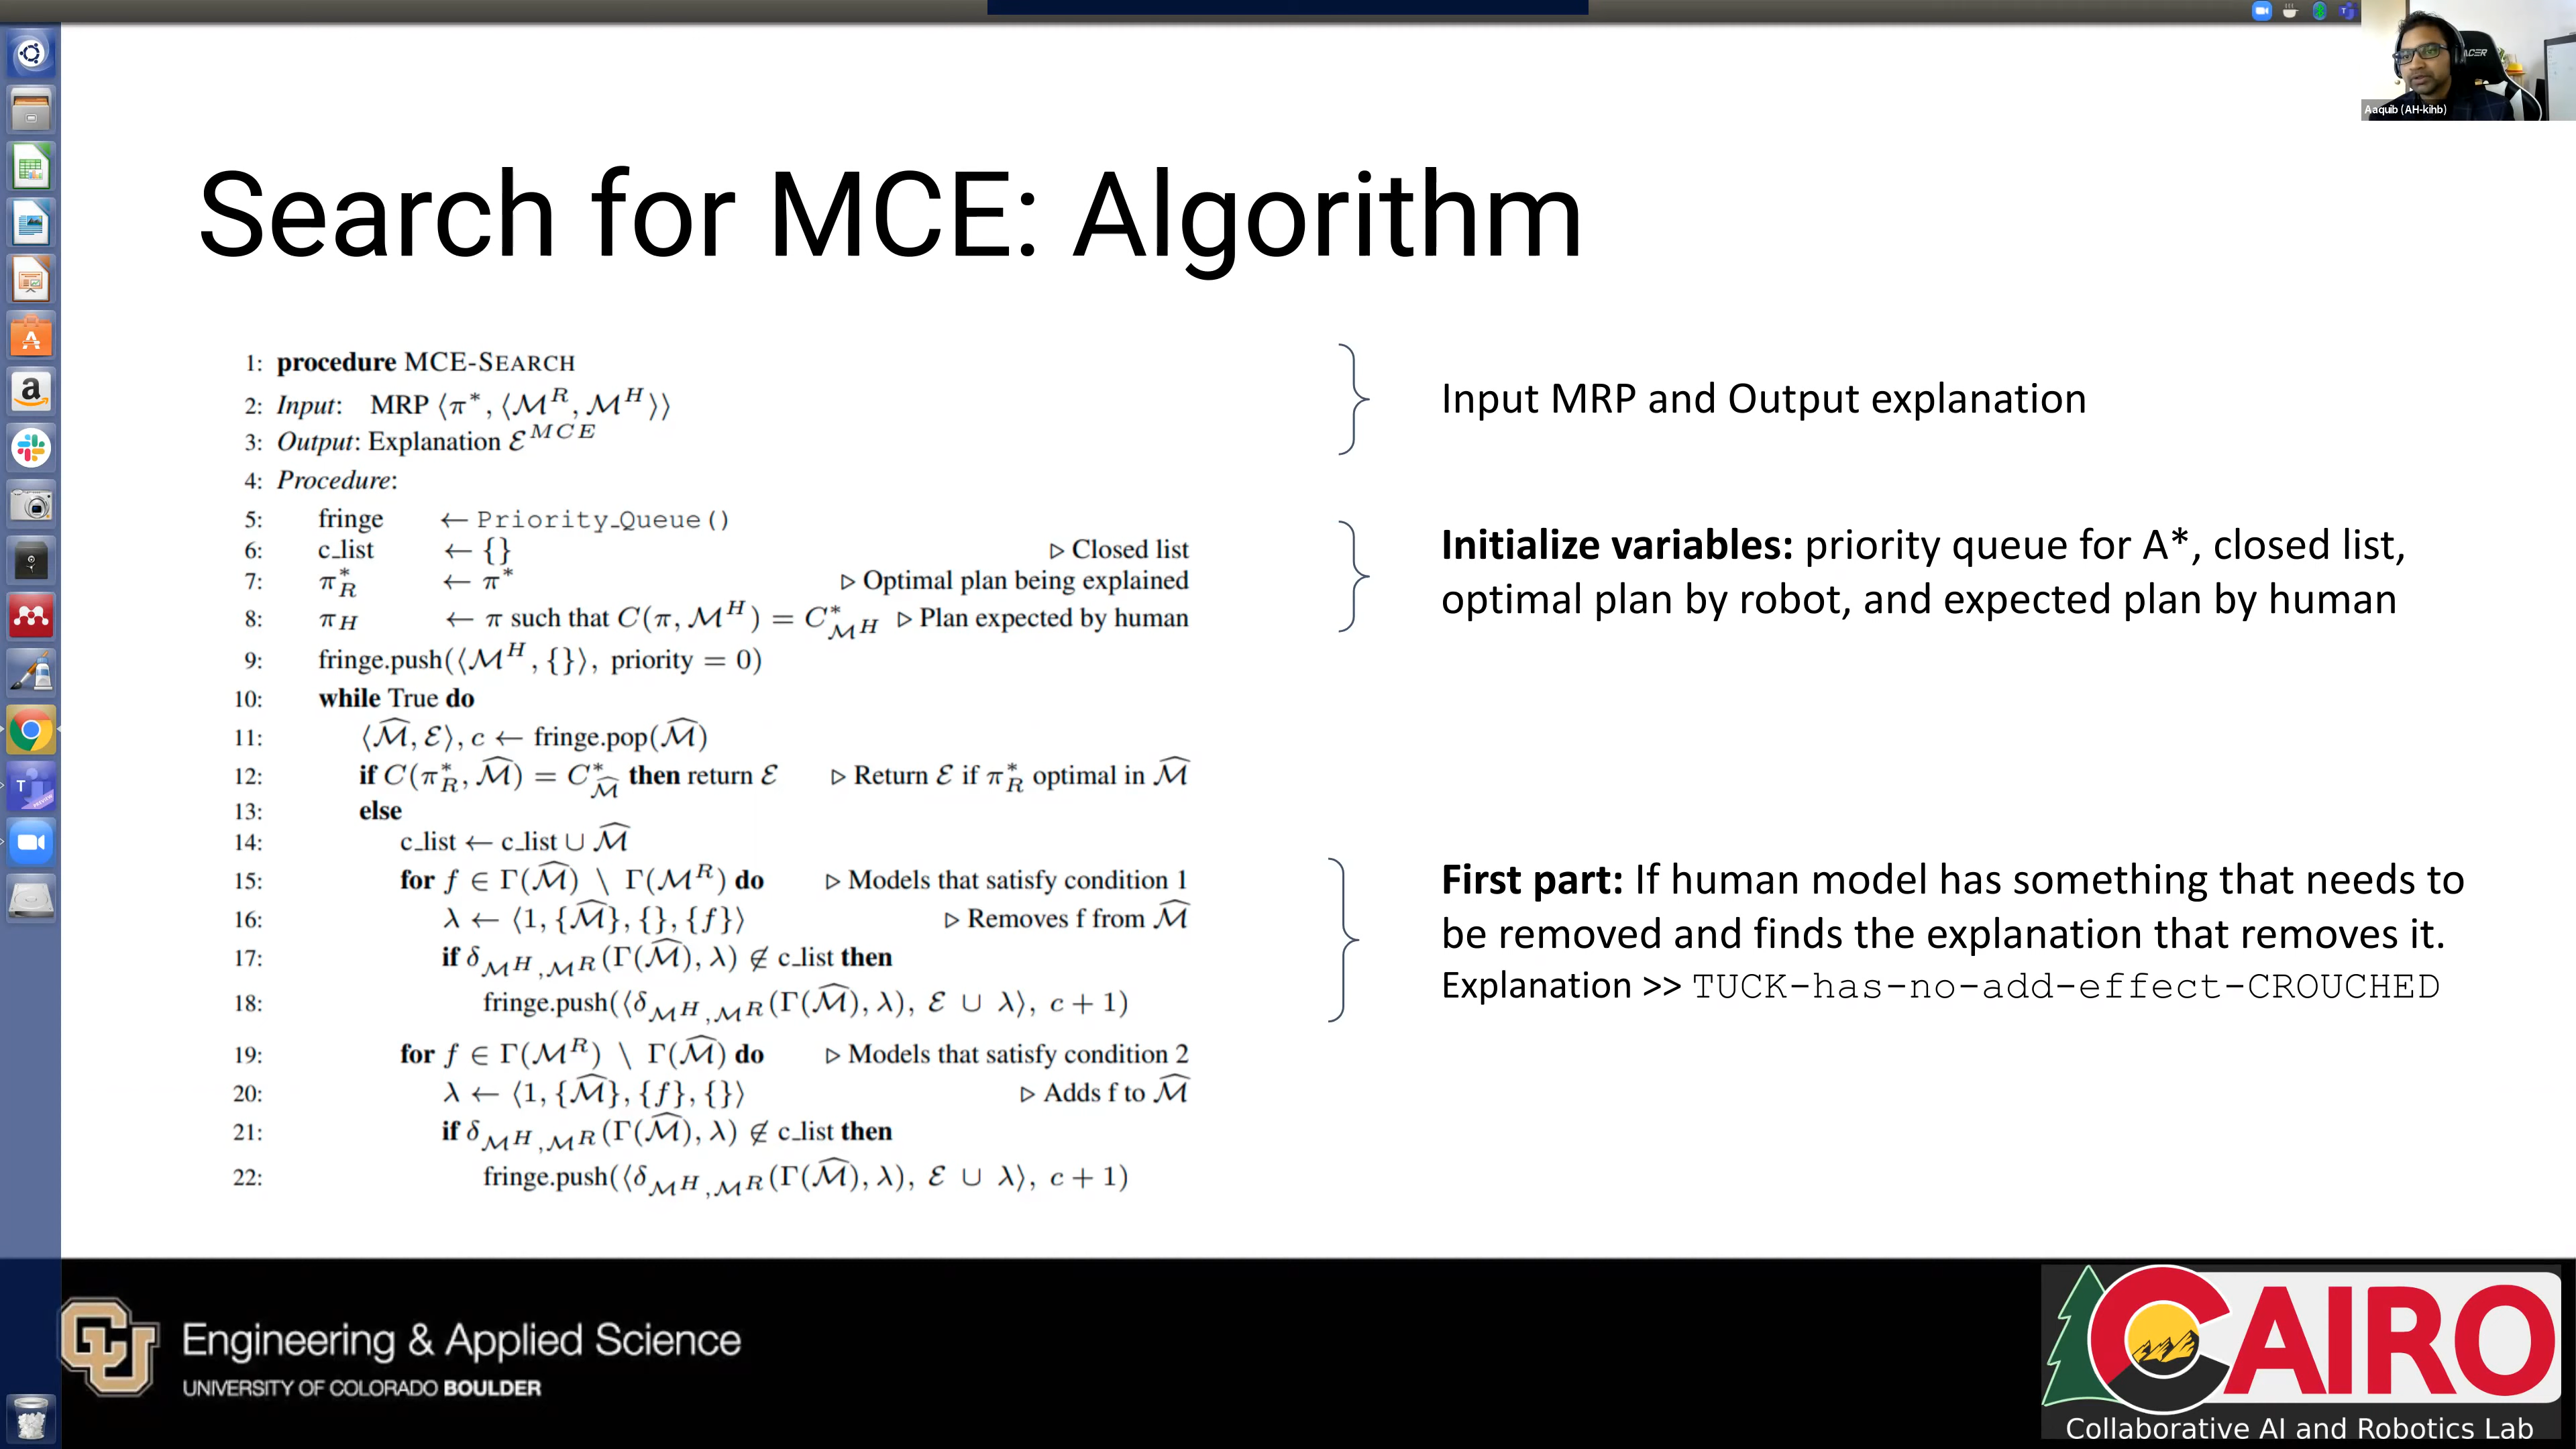 Aaquib (AH-kihb)
ACER
Search for MCE: Algorithm
1: procedure MCE-SEARCH
2: Input: MRP ⟨π*, ⟨ℳ^R, ℳ^H⟩⟩
3: Output: Explanation ℰ^MCE
4: Procedure:
5: fringe ← Priority_Queue()
6: c_list ← {} ▷ Closed list
7: π*_R ← π* ▷ Optimal plan being explained
8: π_H ← π such that C(π, ℳ^H) = C*_ℳ^H ▷ Plan expected by human
9: fringe.push(⟨ℳ^H, {}⟩, priority = 0)
10: while True do
11: ⟨ℳ̂, ℰ⟩, c ← fringe.pop(ℳ̂)
12: if C(π*_R, ℳ̂) = C*_ℳ̂ then return ℰ ▷ Return ℰ if π*_R optimal in ℳ̂
13: else
14: c_list ← c_list ∪ ℳ̂
15: for f ∈ Γ(ℳ̂) \ Γ(ℳ^R) do ▷ Models that satisfy condition 1
16: λ ← ⟨1, {ℳ̂}, {}, {f}⟩ ▷ Removes f from ℳ̂
17: if δ_ℳ^H,ℳ^R(Γ(ℳ̂), λ) ∉ c_list then
18: fringe.push(⟨δ_ℳ^H,ℳ^R(Γ(ℳ̂), λ), ℰ ∪ λ⟩, c + 1)
19: for f ∈ Γ(ℳ^R) \ Γ(ℳ̂) do ▷ Models that satisfy condition 2
20: λ ← ⟨1, {ℳ̂}, {f}, {}⟩ ▷ Adds f to ℳ̂
21: if δ_ℳ^H,ℳ^R(Γ(ℳ̂), λ) ∉ c_list then
22: fringe.push(⟨δ_ℳ^H,ℳ^R(Γ(ℳ̂), λ), ℰ ∪ λ⟩, c + 1)
Input MRP and Output explanation
Initialize variables: priority queue for A*, closed list,
optimal plan by robot, and expected plan by human
First part: If human model has something that needs to
be removed and finds the explanation that removes it.
Explanation >> TUCK-has-no-add-effect-CROUCHED
CU
Engineering & Applied Science
UNIVERSITY OF COLORADO BOULDER
CAIRO
Collaborative AI and Robotics Lab